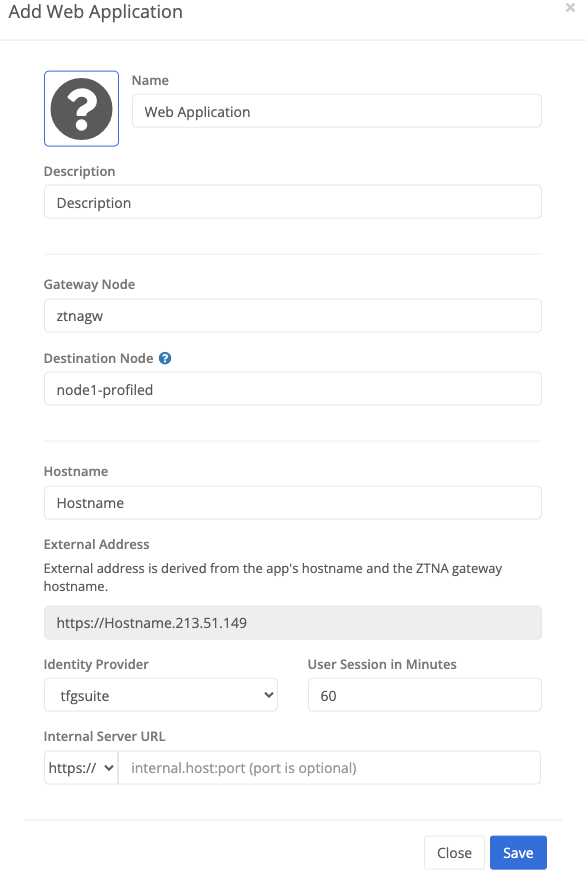 Add Web Application
×
?
Name
Web Application
Description
Description
Gateway Node
ztnagw
Destination Node ?
node1-profiled
Hostname
Hostname
External Address
External address is derived from the app's hostname and the ZTNA gateway
hostname.
https://Hostname.213.51.149
Identity Provider
User Session in Minutes
tfgsuite
60
Internal Server URL
https://
internal.host:port (port is optional)
Close
Save